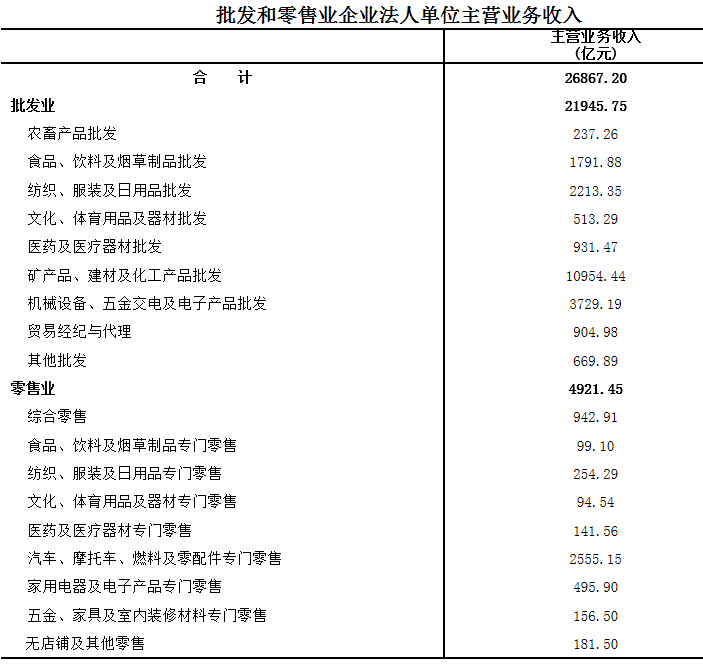 批发和零售业企业法人单位主营业务收入
主营业务收入
(亿元)
合 计 26867.20
批发业 21945.75
农畜产品批发 237.26
食品、饮料及烟草制品批发 1791.88
纺织、服装及日用品批发 2213.35
文化、体育用品及器材批发 513.29
医药及医疗器材批发 931.47
矿产品、建材及化工产品批发 10954.44
机械设备、五金交电及电子产品批发 3729.19
贸易经纪与代理 904.98
其他批发 669.89
零售业 4921.45
综合零售 942.91
食品、饮料及烟草制品专门零售 99.10
纺织、服装及日用品专门零售 254.29
文化、体育用品及器材专门零售 94.54
医药及医疗器材专门零售 141.56
汽车、摩托车、燃料及零配件专门零售 2555.15
家用电器及电子产品专门零售 495.90
五金、家具及室内装修材料专门零售 156.50
无店铺及其他零售 181.50